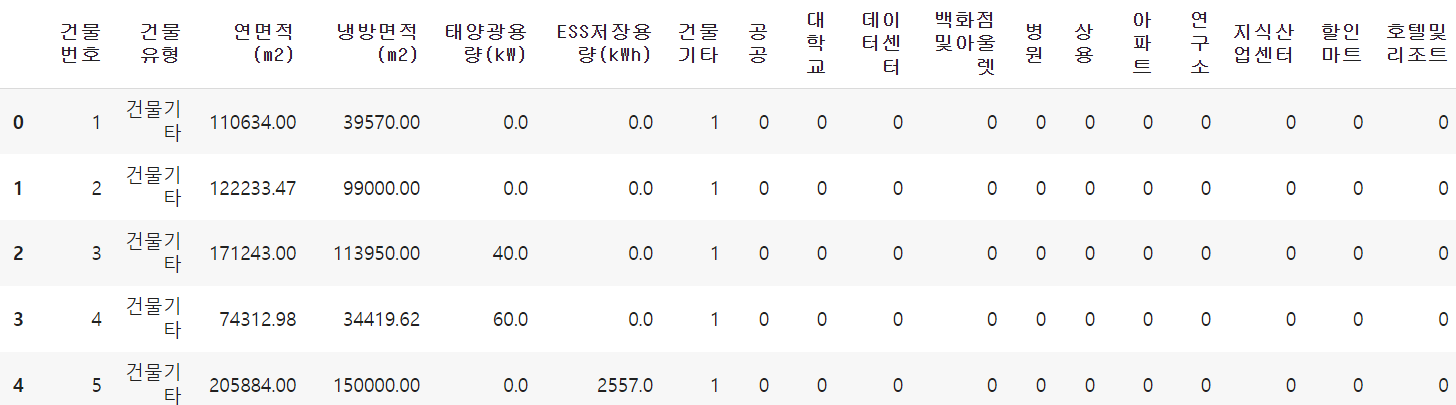 건물번호 건물유형 연면적(m2) 냉방면적(m2) 태양광용량(kW) ESS저장용량(kWh) 건물기타 공공 대학교 데이터센터 백화점및아울렛 병원 상용 아파트 연구소 지식산업센터 할인마트 호텔및리조트
0 1 건물기타 110634.00 39570.00 0.0 0.0 1 0 0 0 0 0 0 0 0 0 0 0
1 2 건물기타 122233.47 99000.00 0.0 0.0 1 0 0 0 0 0 0 0 0 0 0 0
2 3 건물기타 171243.00 113950.00 40.0 0.0 1 0 0 0 0 0 0 0 0 0 0 0
3 4 건물기타 74312.98 34419.62 60.0 0.0 1 0 0 0 0 0 0 0 0 0 0 0
4 5 건물기타 205884.00 150000.00 0.0 2557.0 1 0 0 0 0 0 0 0 0 0 0 0